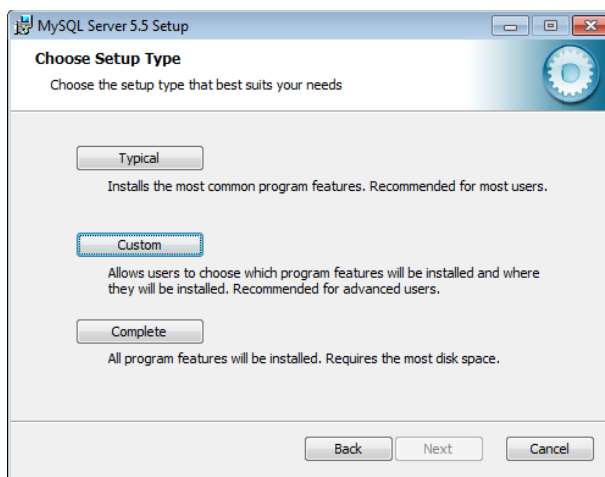 MySQL Server 5.5 Setup
Choose Setup Type
Choose the setup type that best suits your needs
Typical
Installs the most common program features. Recommended for most users.
Custom
Allows users to choose which program features will be installed and where
they will be installed. Recommended for advanced users.
Complete
All program features will be installed. Requires the most disk space.
Back Next Cancel